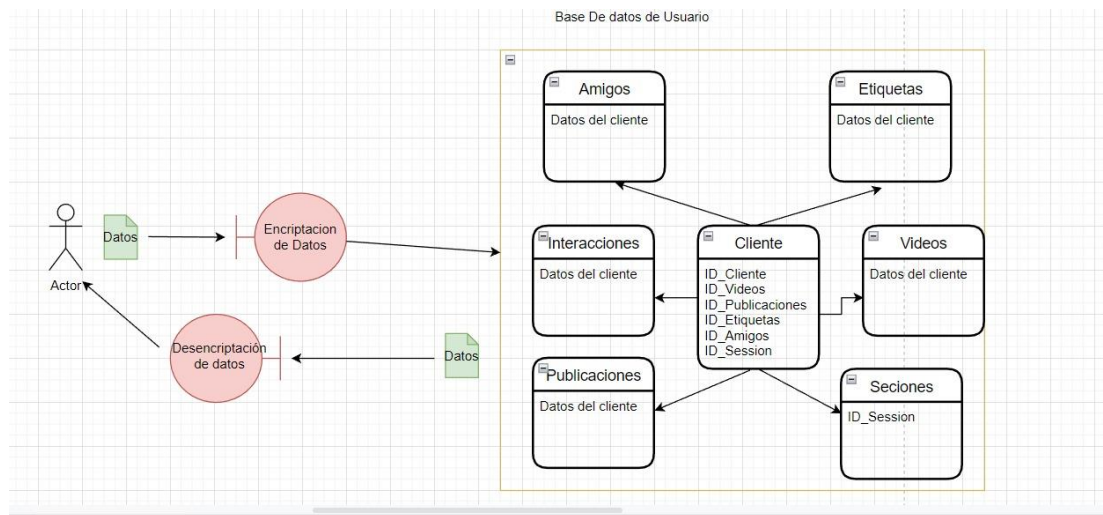 Base De datos de Usuario
Amigos
Datos del cliente
Etiquetas
Datos del cliente
Actor
Datos
Encriptacion
de Datos
Interacciones
Datos del cliente
Cliente
ID_Cliente
ID_Videos
ID_Publicaciones
ID_Etiquetas
ID_Amigos
ID_Session
Videos
Datos del cliente
Desencriptación
de datos
Datos
Publicaciones
Datos del cliente
Seciones
ID_Session